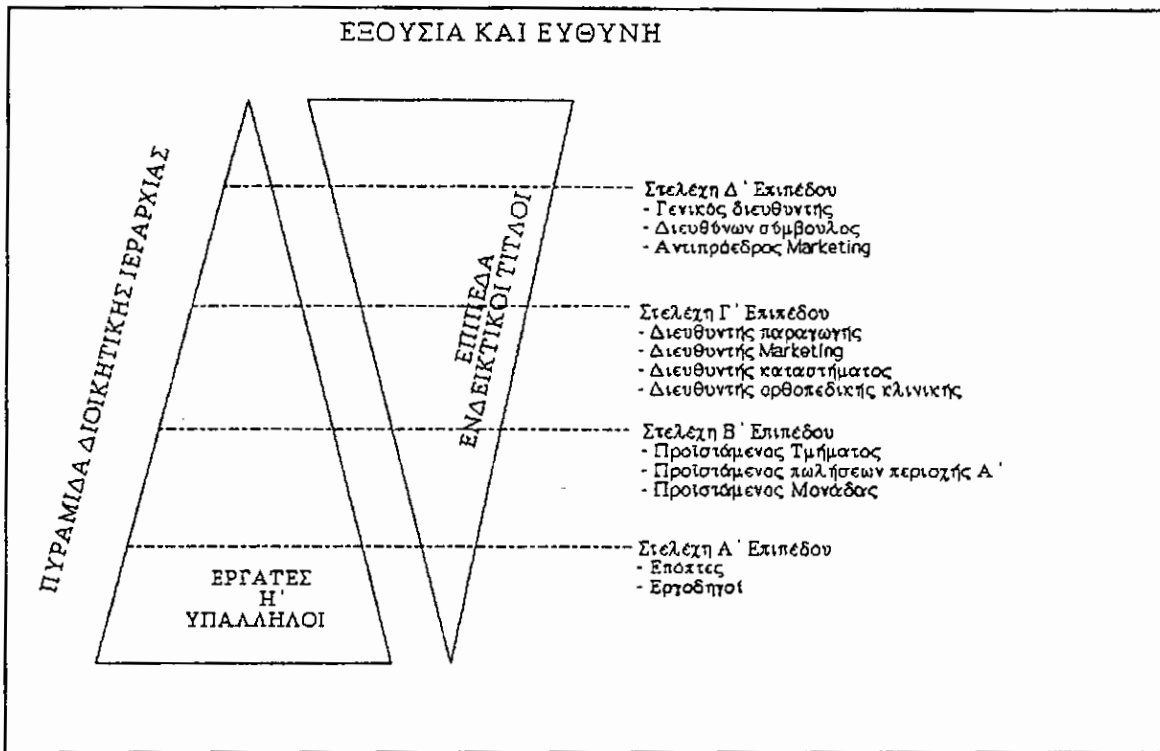 ΕΞΟΥΣΙΑ ΚΑΙ ΕΥΘΥΝΗ
ΠΥΡΑΜΙΔΑ ΔΙΟΙΚΗΤΙΚΗΣ ΙΕΡΑΡΧΙΑΣ
ΕΡΓΑΤΕΣ
Η'
ΥΠΑΛΛΗΛΟΙ
ΕΠΙΠΕΔΑ
ΕΝΔΕΙΚΤΙΚΟΙ ΤΙΤΛΟΙ
Στελέχη Δ' Επιπέδου
- Γενικός διευθυντής
- Διευθύνων σύμβουλος
- Αντιπρόεδρος Marketing
Στελέχη Γ' Επιπέδου
- Διευθυντής παραγωγής
- Διευθυντής Marketing
- Διευθυντής καταστήματος
- Διευθυντής ορθοπεδικής κλινικής
Στελέχη Β' Επιπέδου
- Προϊστάμενος Τμήματος
- Προϊστάμενος πωλήσεων περιοχής Α'
- Προϊστάμενος Μονάδας
Στελέχη Α' Επιπέδου
- Επόπτες
- Εργοδηγοί